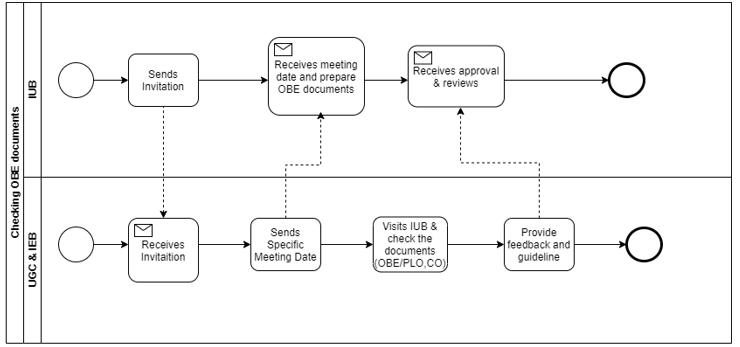 Checking OBE documents
IUB
Sends
Invitation
Receives meeting
date and prepare
OBE documents
Receives approval
& reviews
UGC & IEB
Receives
Invitaition
Sends
Specific
Meeting Date
Visits IUB &
check the
documents
(OBE/PLO,CO)
Provide
feedback and
guideline